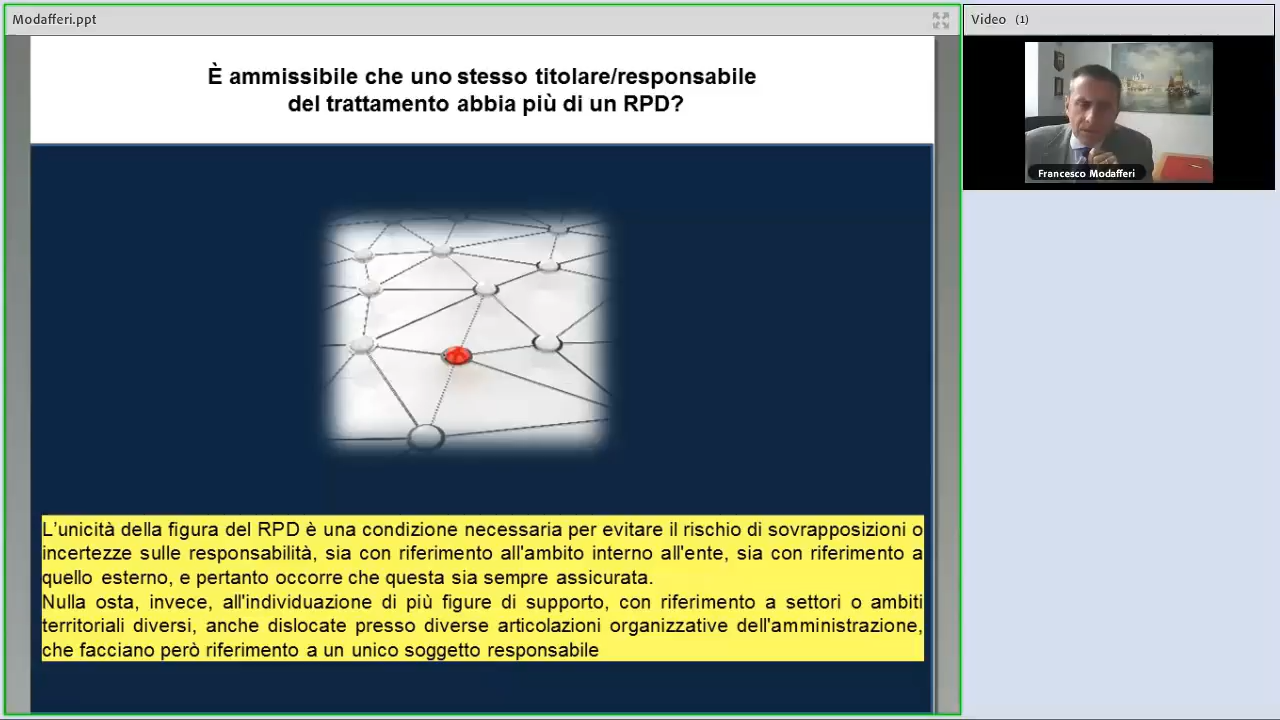 Modafferi.ppt
Video (1)
È ammissibile che uno stesso titolare/responsabile
del trattamento abbia più di un RPD?
Francesco Modafferi
L'unicità della figura del RPD è una condizione necessaria per evitare il rischio di sovrapposizioni o
incertezze sulle responsabilità, sia con riferimento all'ambito interno all'ente, sia con riferimento a
quello esterno, e pertanto occorre che questa sia sempre assicurata.
Nulla osta, invece, all'individuazione di più figure di supporto, con riferimento a settori o ambiti
territoriali diversi, anche dislocate presso diverse articolazioni organizzative dell'amministrazione,
che facciano però riferimento a un unico soggetto responsabile